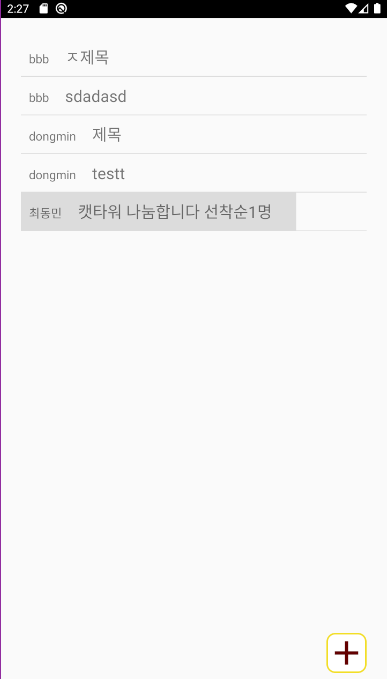 2:27
bbb ㅈ제목
bbb sdadasd
dongmin 제목
dongmin testt
최동민 캣타워 나눔합니다 선착순1명